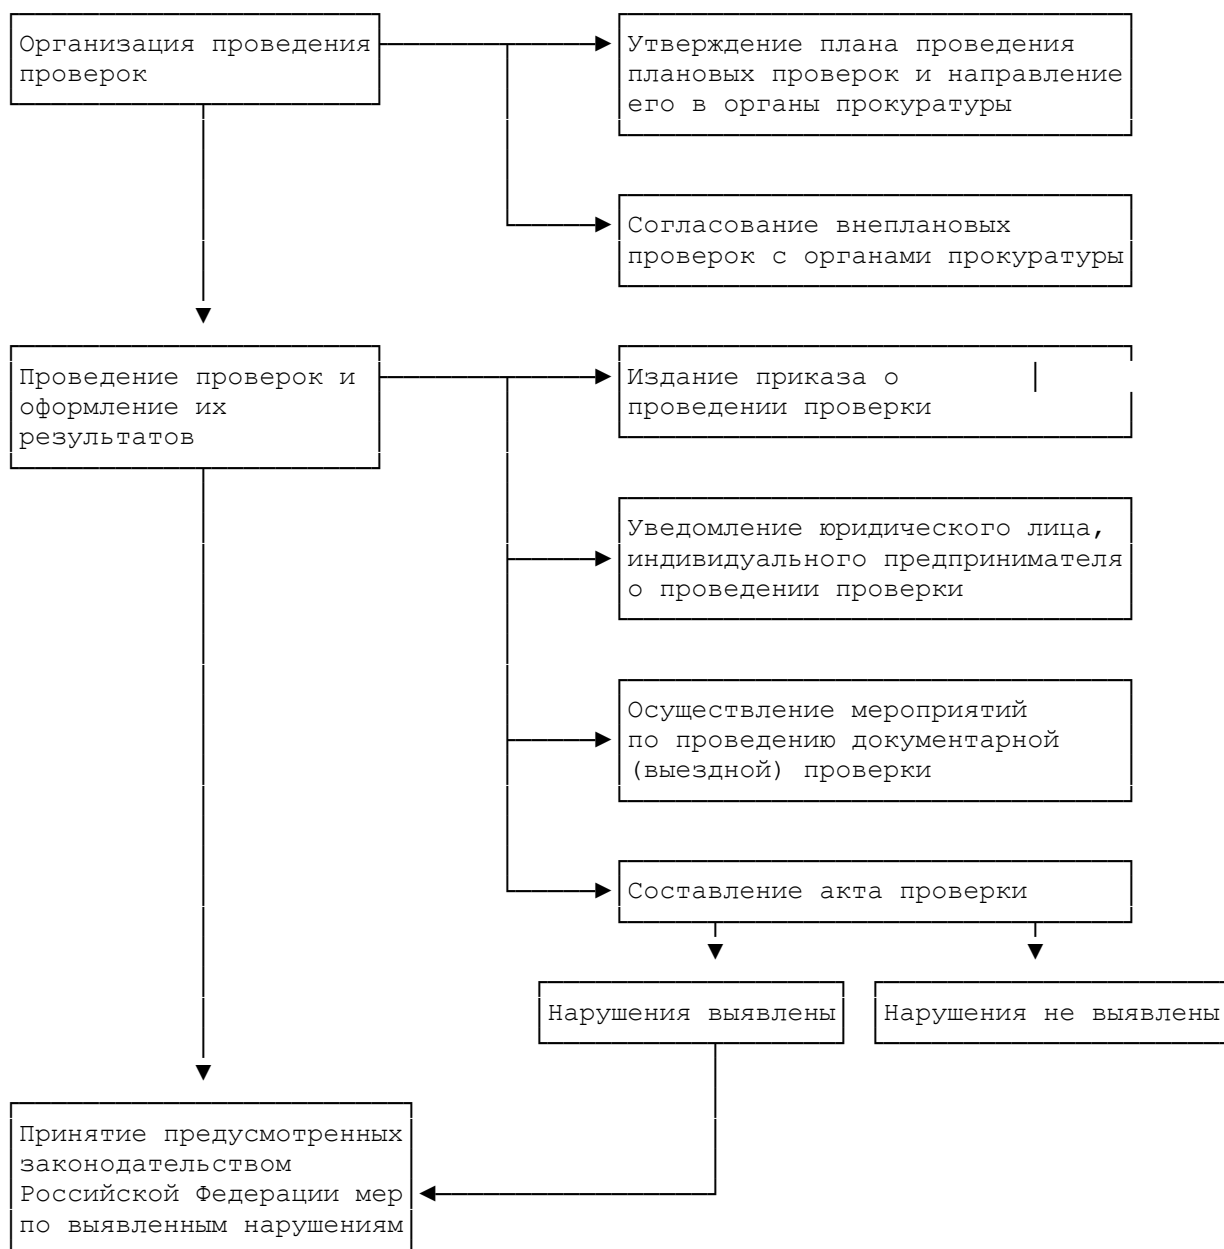 Организация проведения
проверок
Утверждение плана проведения
плановых проверок и направление
его в органы прокуратуры
Согласование внеплановых
проверок с органами прокуратуры
Проведение проверок и
оформление их
результатов
Издание приказа о
проведении проверки
Уведомление юридического лица,
индивидуального предпринимателя
о проведении проверки
Осуществление мероприятий
по проведению документарной
(выездной) проверки
Составление акта проверки
Нарушения выявлены
Нарушения не выявлены
Принятие предусмотренных
законодательством
Российской Федерации мер
по выявленным нарушениям